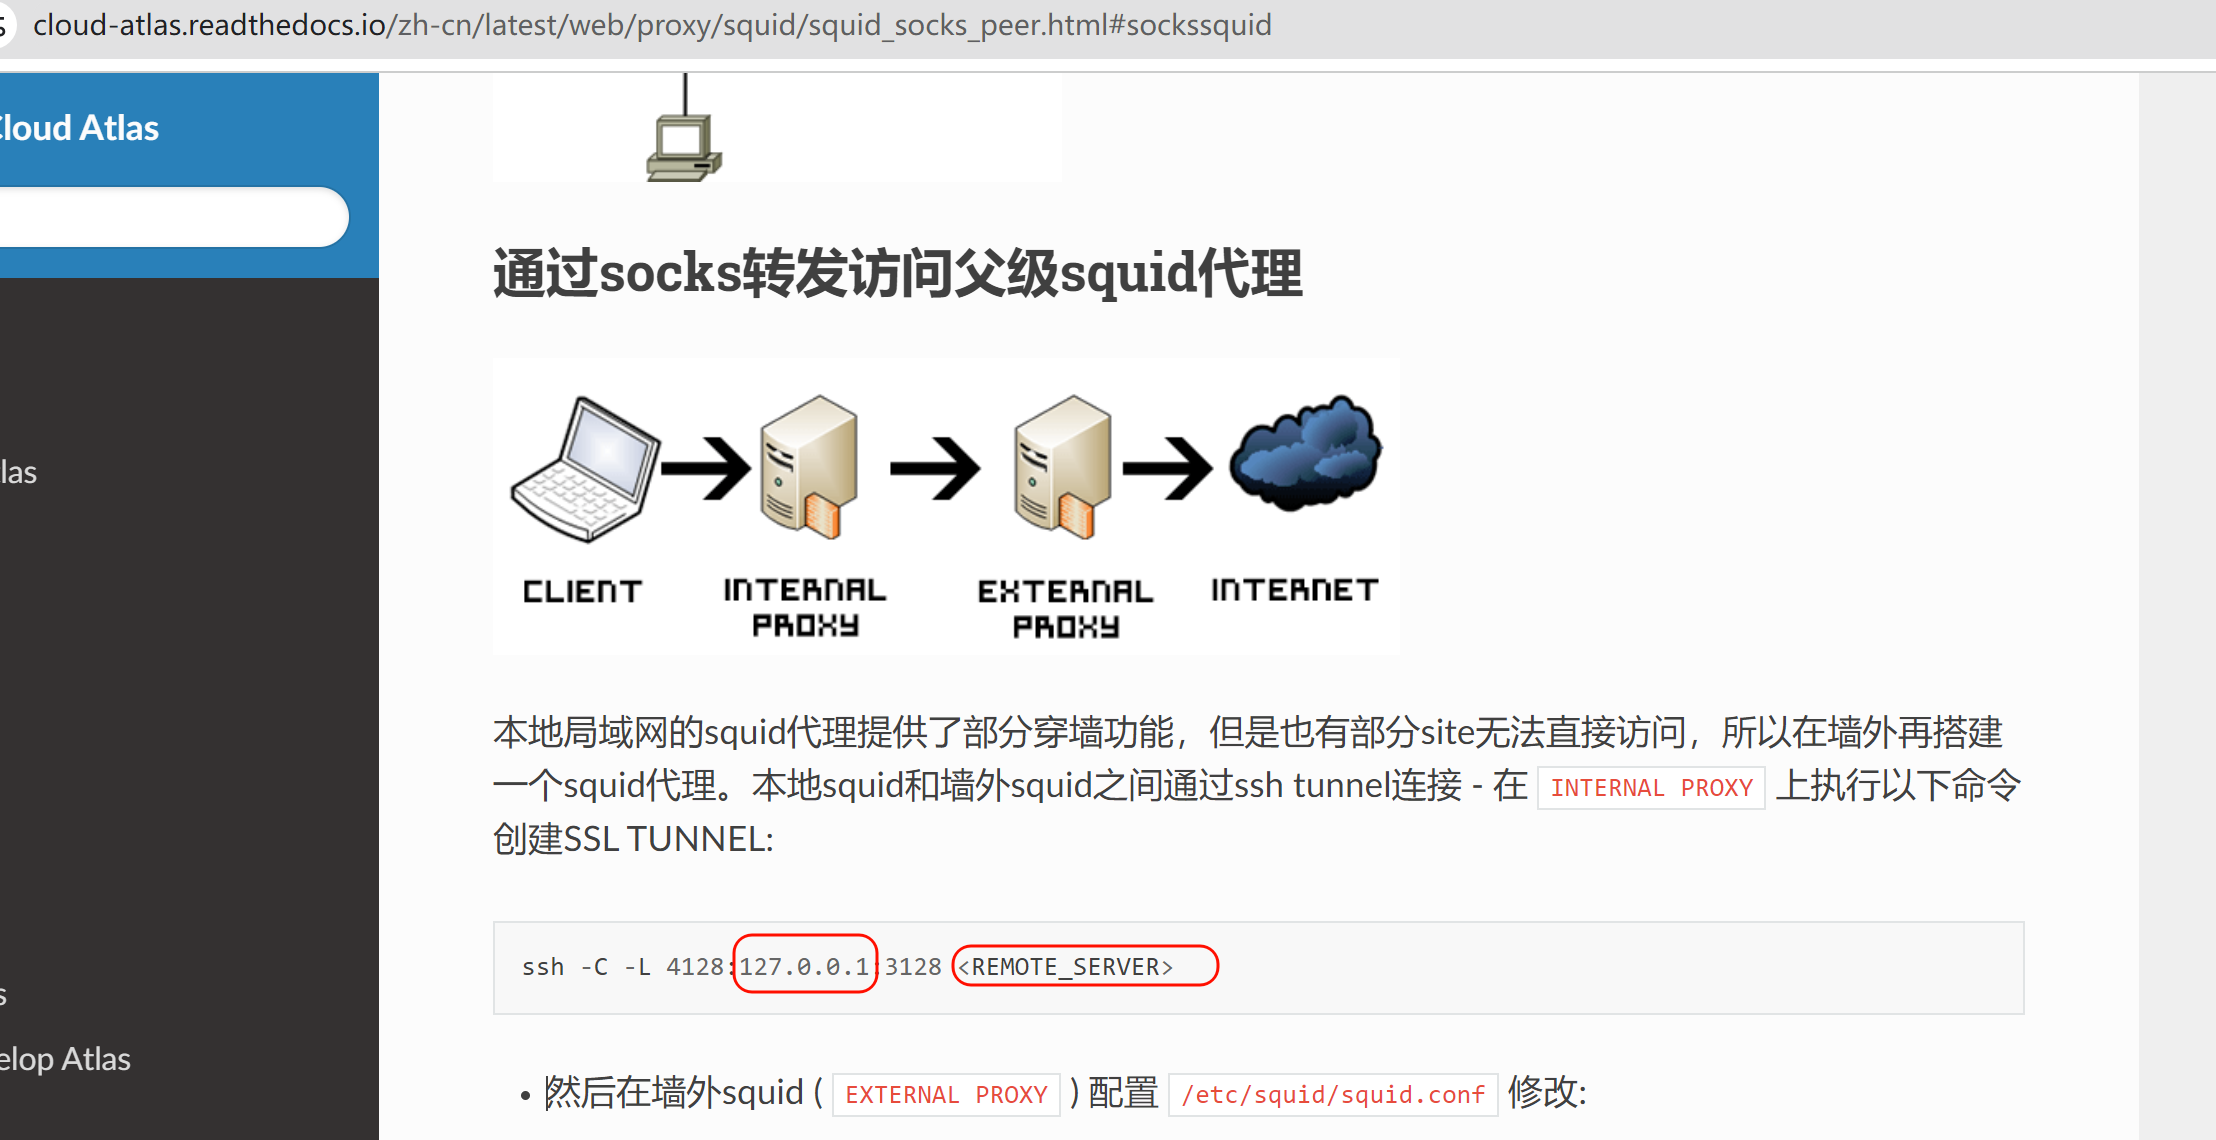 cloud-atlas.readthedocs.io/zh-cn/latest/web/proxy/squid/squid_socks_peer.html#sockssquid
Cloud Atlas
通过socks转发访问父级squid代理
CLIENT
INTERNAL PROXY
EXTERNAL PROXY
INTERNET
本地局域网的squid代理提供了部分穿墙功能，但是也有部分site无法直接访问，所以在墙外再搭建
一个squid代理。本地squid和墙外squid之间通过ssh tunnel连接 - 在 INTERNAL PROXY 上执行以下命令
创建SSL TUNNEL:
ssh -C -L 4128:127.0.0.1:3128 <REMOTE_SERVER>
• 然后在墙外squid ( EXTERNAL PROXY ) 配置 /etc/squid/squid.conf 修改:
las
s
elop Atlas